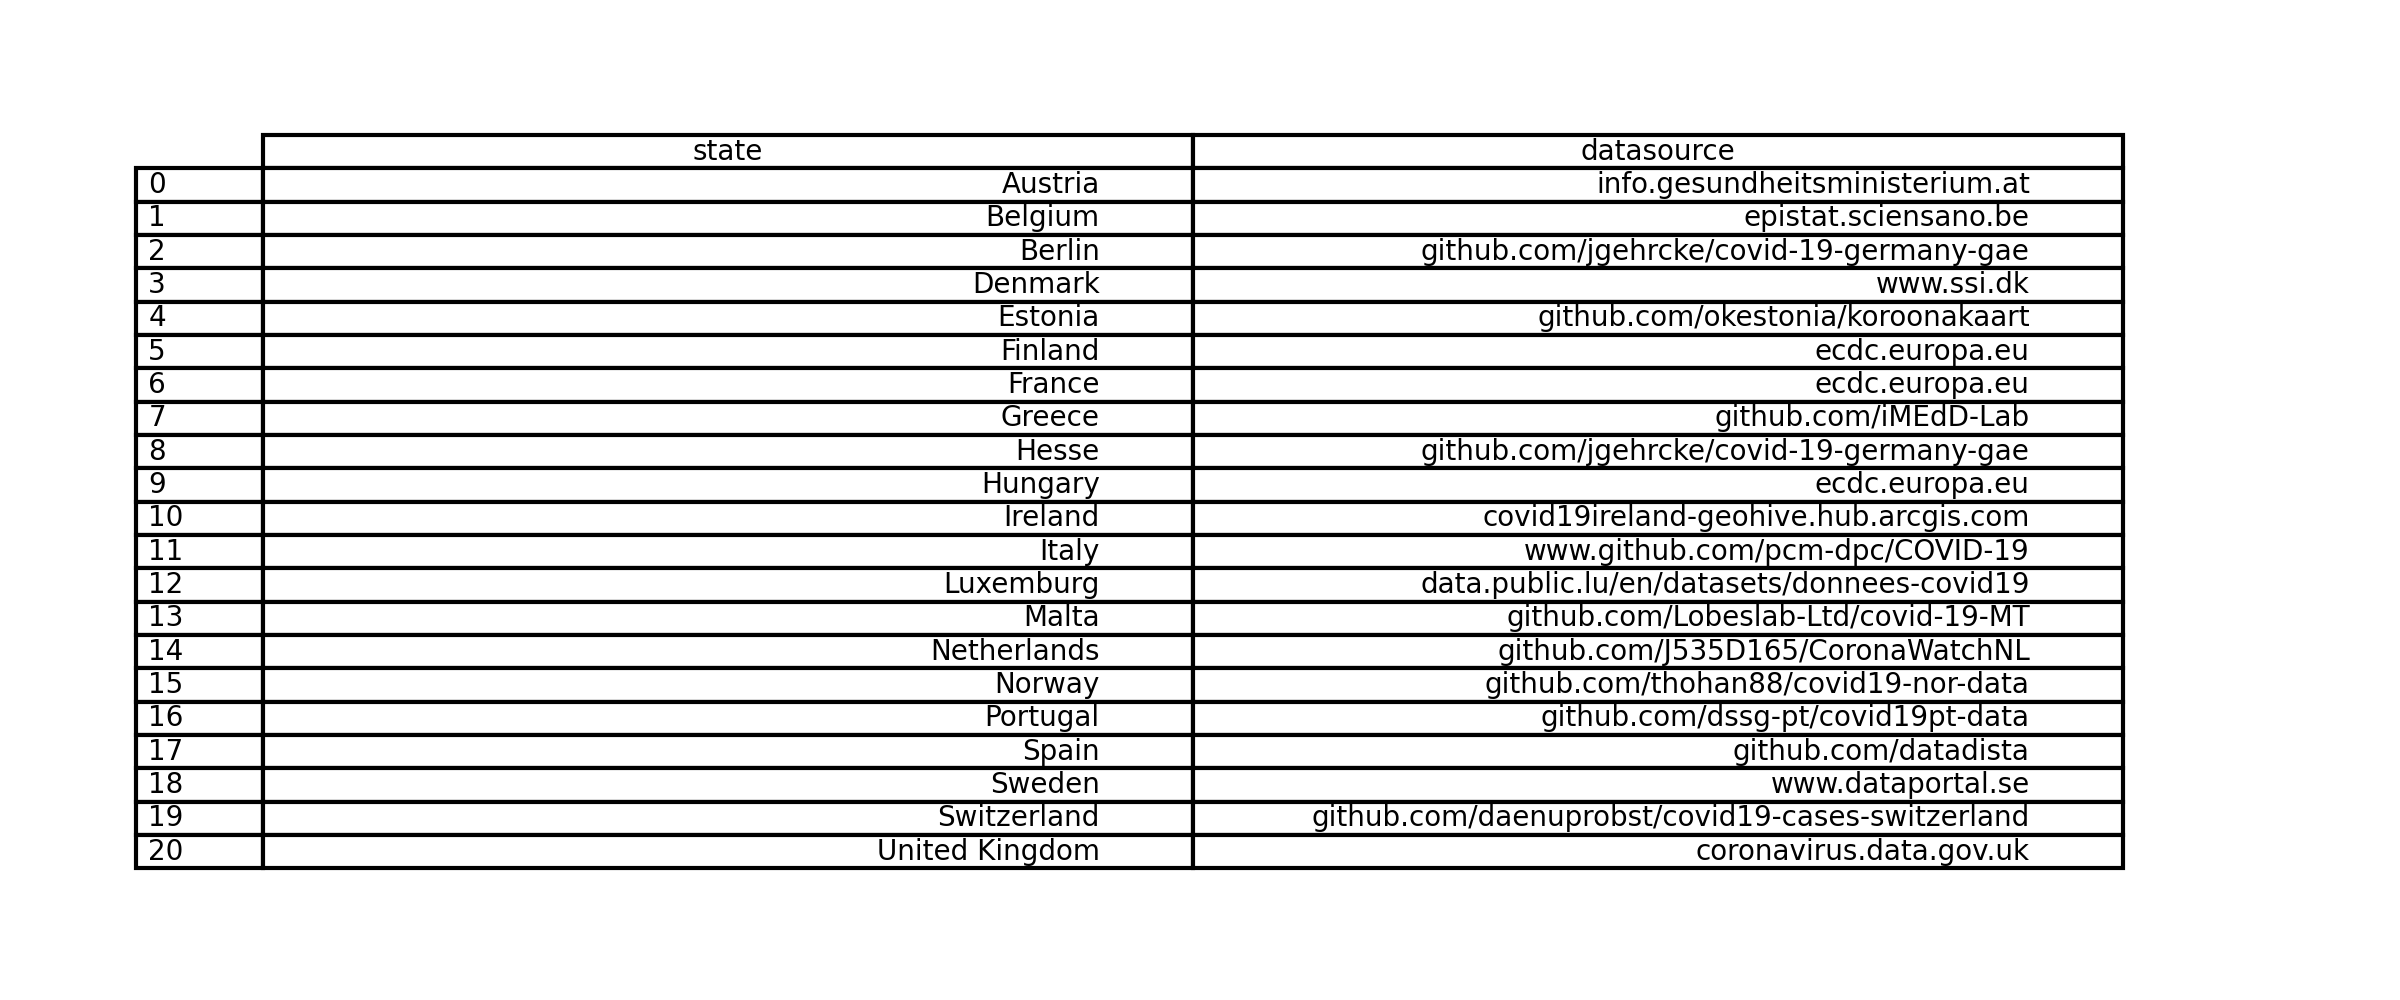 state datasource
0 Austria info.gesundheitsministerium.at
1 Belgium epistat.sciensano.be
2 Berlin github.com/jgehrcke/covid-19-germany-gae
3 Denmark www.ssi.dk
4 Estonia github.com/okestonia/koroonakaart
5 Finland ecdc.europa.eu
6 France ecdc.europa.eu
7 Greece github.com/iMEdD-Lab
8 Hesse github.com/jgehrcke/covid-19-germany-gae
9 Hungary ecdc.europa.eu
10 Ireland covid19ireland-geohive.hub.arcgis.com
11 Italy www.github.com/pcm-dpc/COVID-19
12 Luxemburg data.public.lu/en/datasets/donnees-covid19
13 Malta github.com/Lobeslab-Ltd/covid-19-MT
14 Netherlands github.com/J535D165/CoronaWatchNL
15 Norway github.com/thohan88/covid19-nor-data
16 Portugal github.com/dssg-pt/covid19pt-data
17 Spain github.com/datadista
18 Sweden www.dataportal.se
19 Switzerland github.com/daenuprobst/covid19-cases-switzerland
20 United Kingdom coronavirus.data.gov.uk